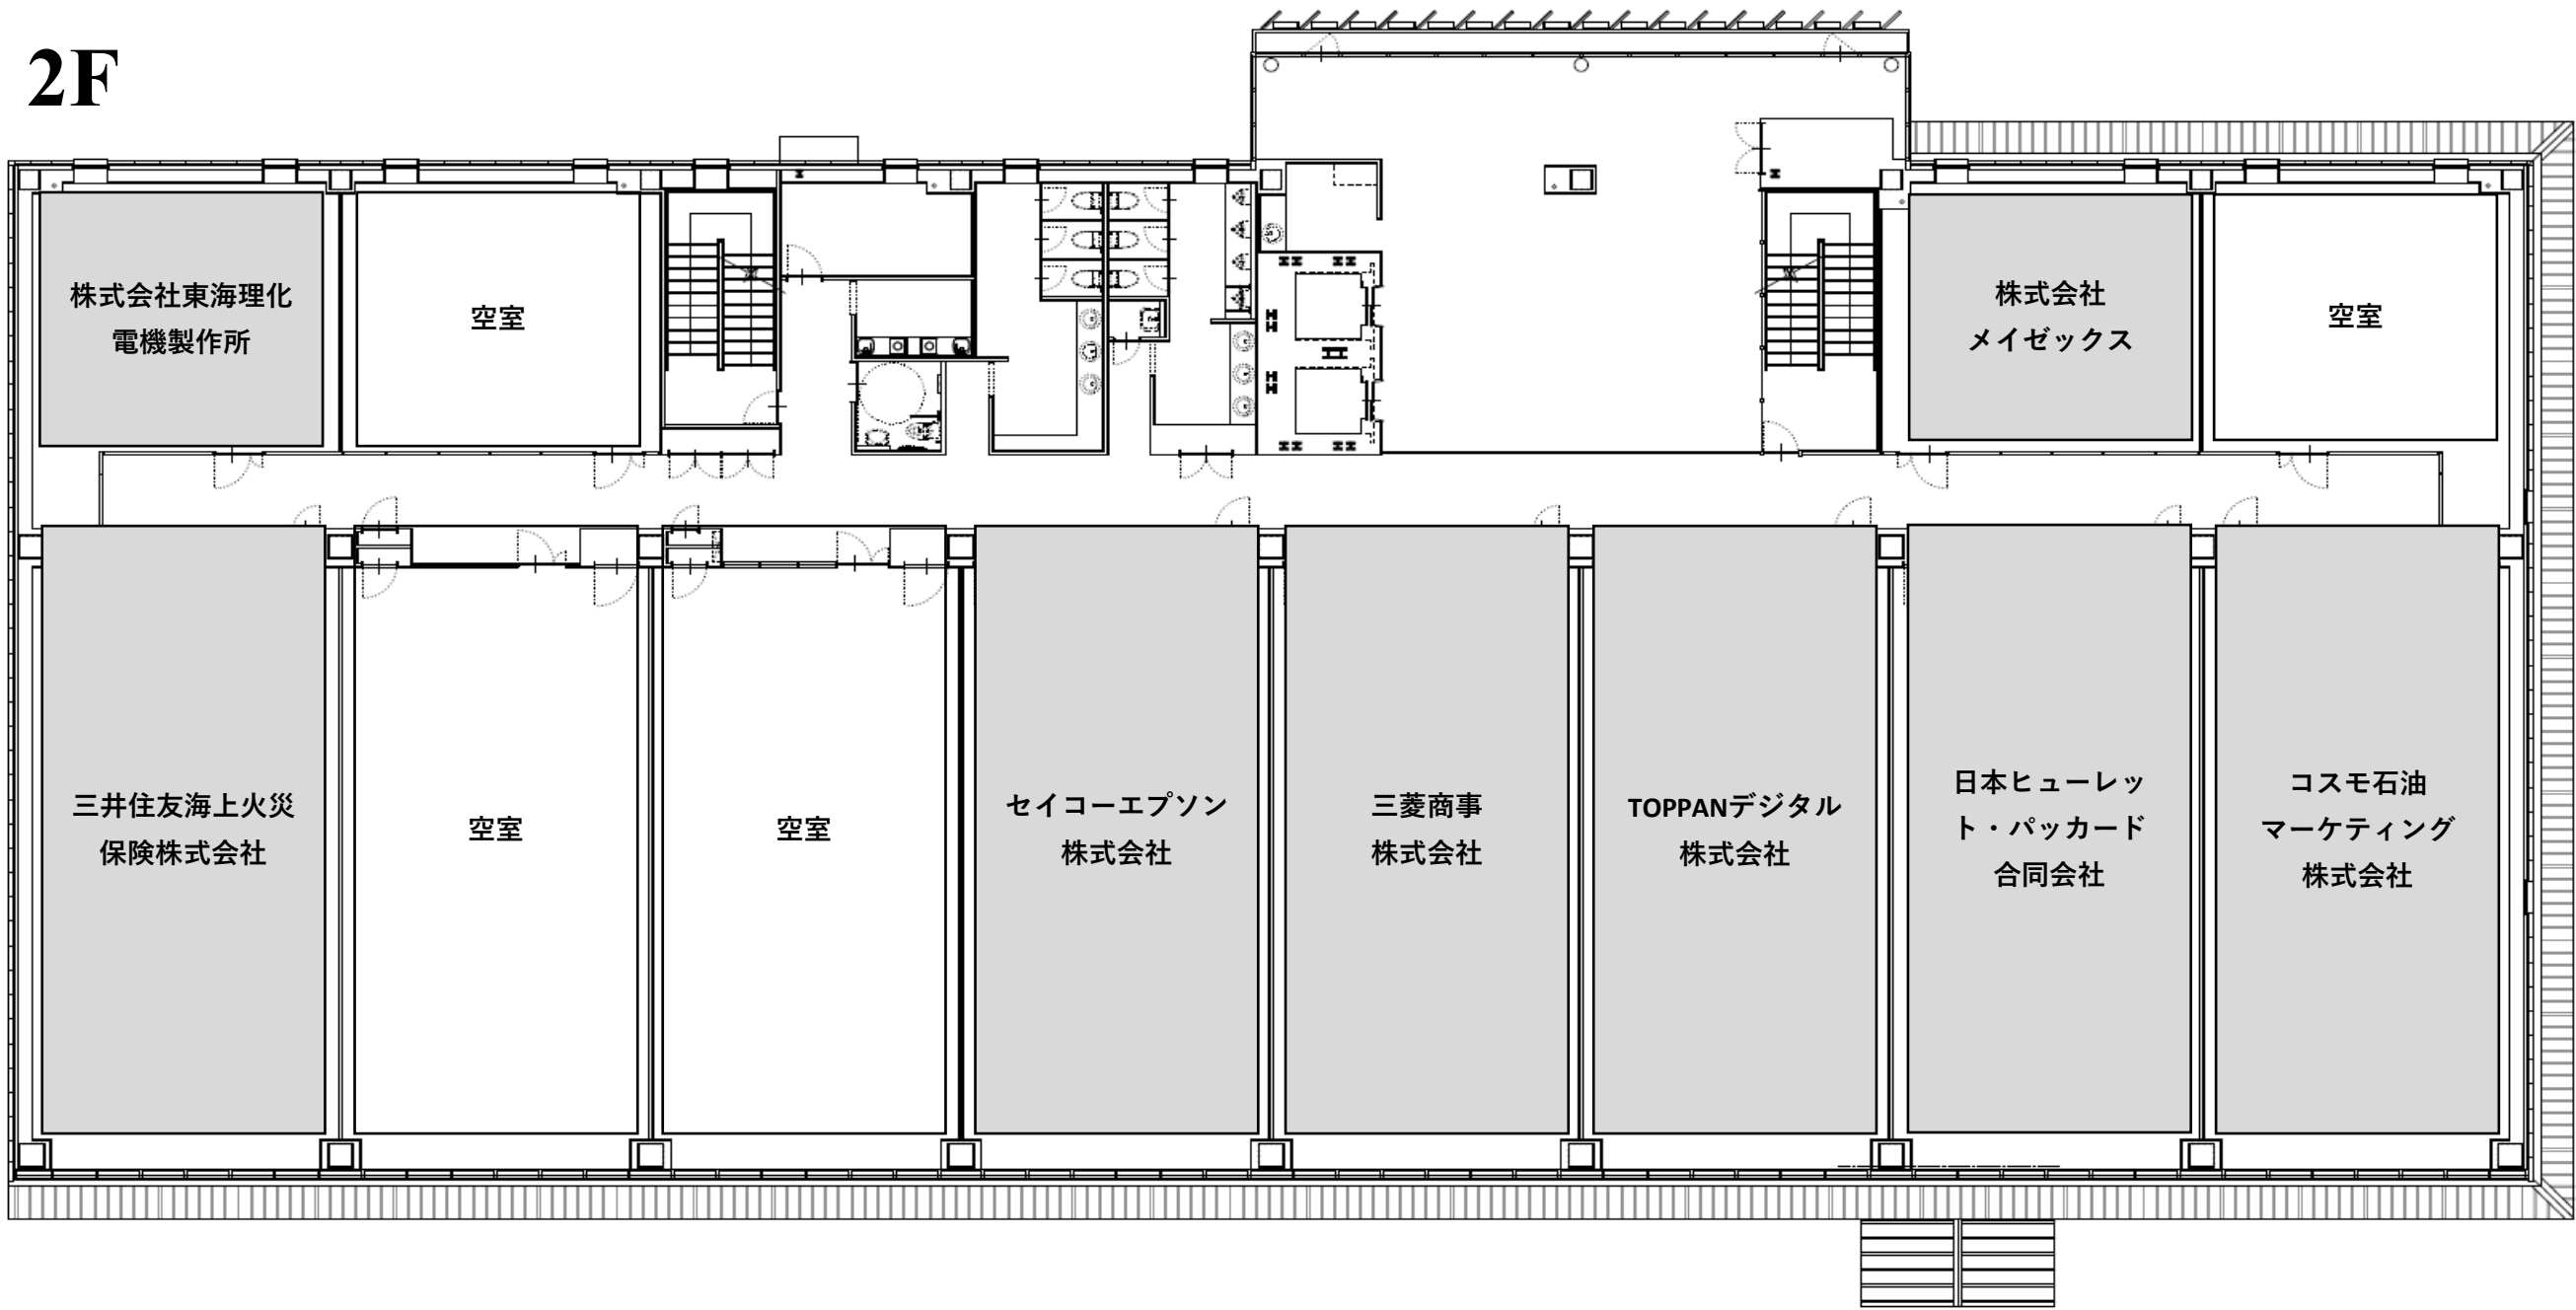 2F
株式会社東海理化
電機製作所
空室
株式会社
メイゼックス
空室
三井住友海上火災
保険株式会社
空室
空室
セイコーエプソン
株式会社
三菱商事
株式会社
TOPPANデジタル
株式会社
日本ヒューレッ
ト・パッカード
合同会社
コスモ石油
マーケティング
株式会社